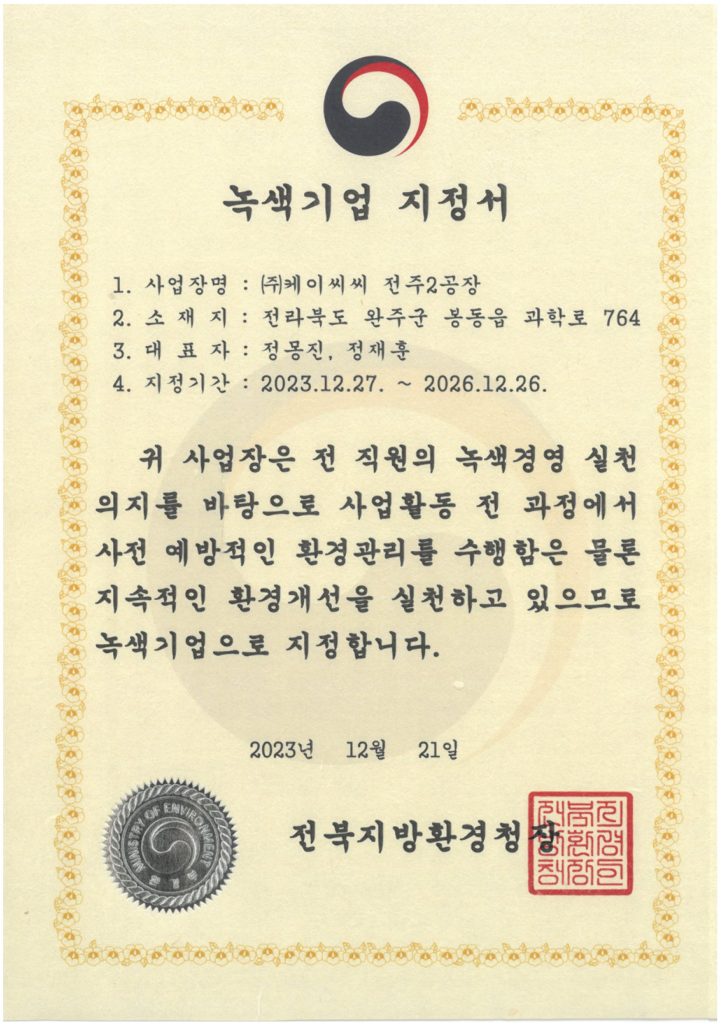 녹색기업 지정서
1. 사업장명 : ㈜케이씨씨 전주2공장
2. 소 재 지 : 전라북도 완주군 봉동읍 과학로 764
3. 대 표 자 : 정몽진, 정재훈
4. 지정기간 : 2023.12.27. ~ 2026.12.26.
귀 사업장은 전 직원의 녹색경영 실천
의지를 바탕으로 사업활동 전 과정에서
사전 예방적인 환경관리를 수행함은 물론
지속적인 환경개선을 실천하고 있으므로
녹색기업으로 지정합니다.
2023년 12월 21일
MINISTRY OF ENVIRONMENT
환경부
전북지방환경청장